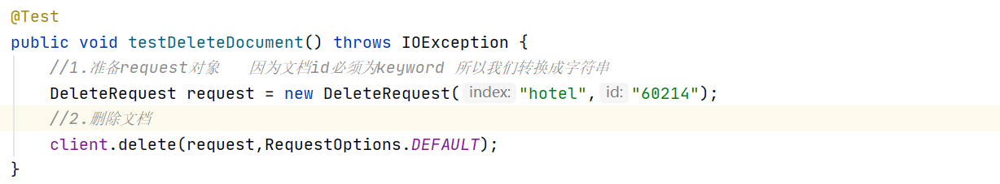 @Test
public void testDeleteDocument() throws IOException {
//1.准备request对象 因为文档id必须为keyword 所以我们转换成字符串
DeleteRequest request = new DeleteRequest( index: "hotel", id: "60214");
//2.删除文档
client.delete(request,RequestOptions.DEFAULT);
}